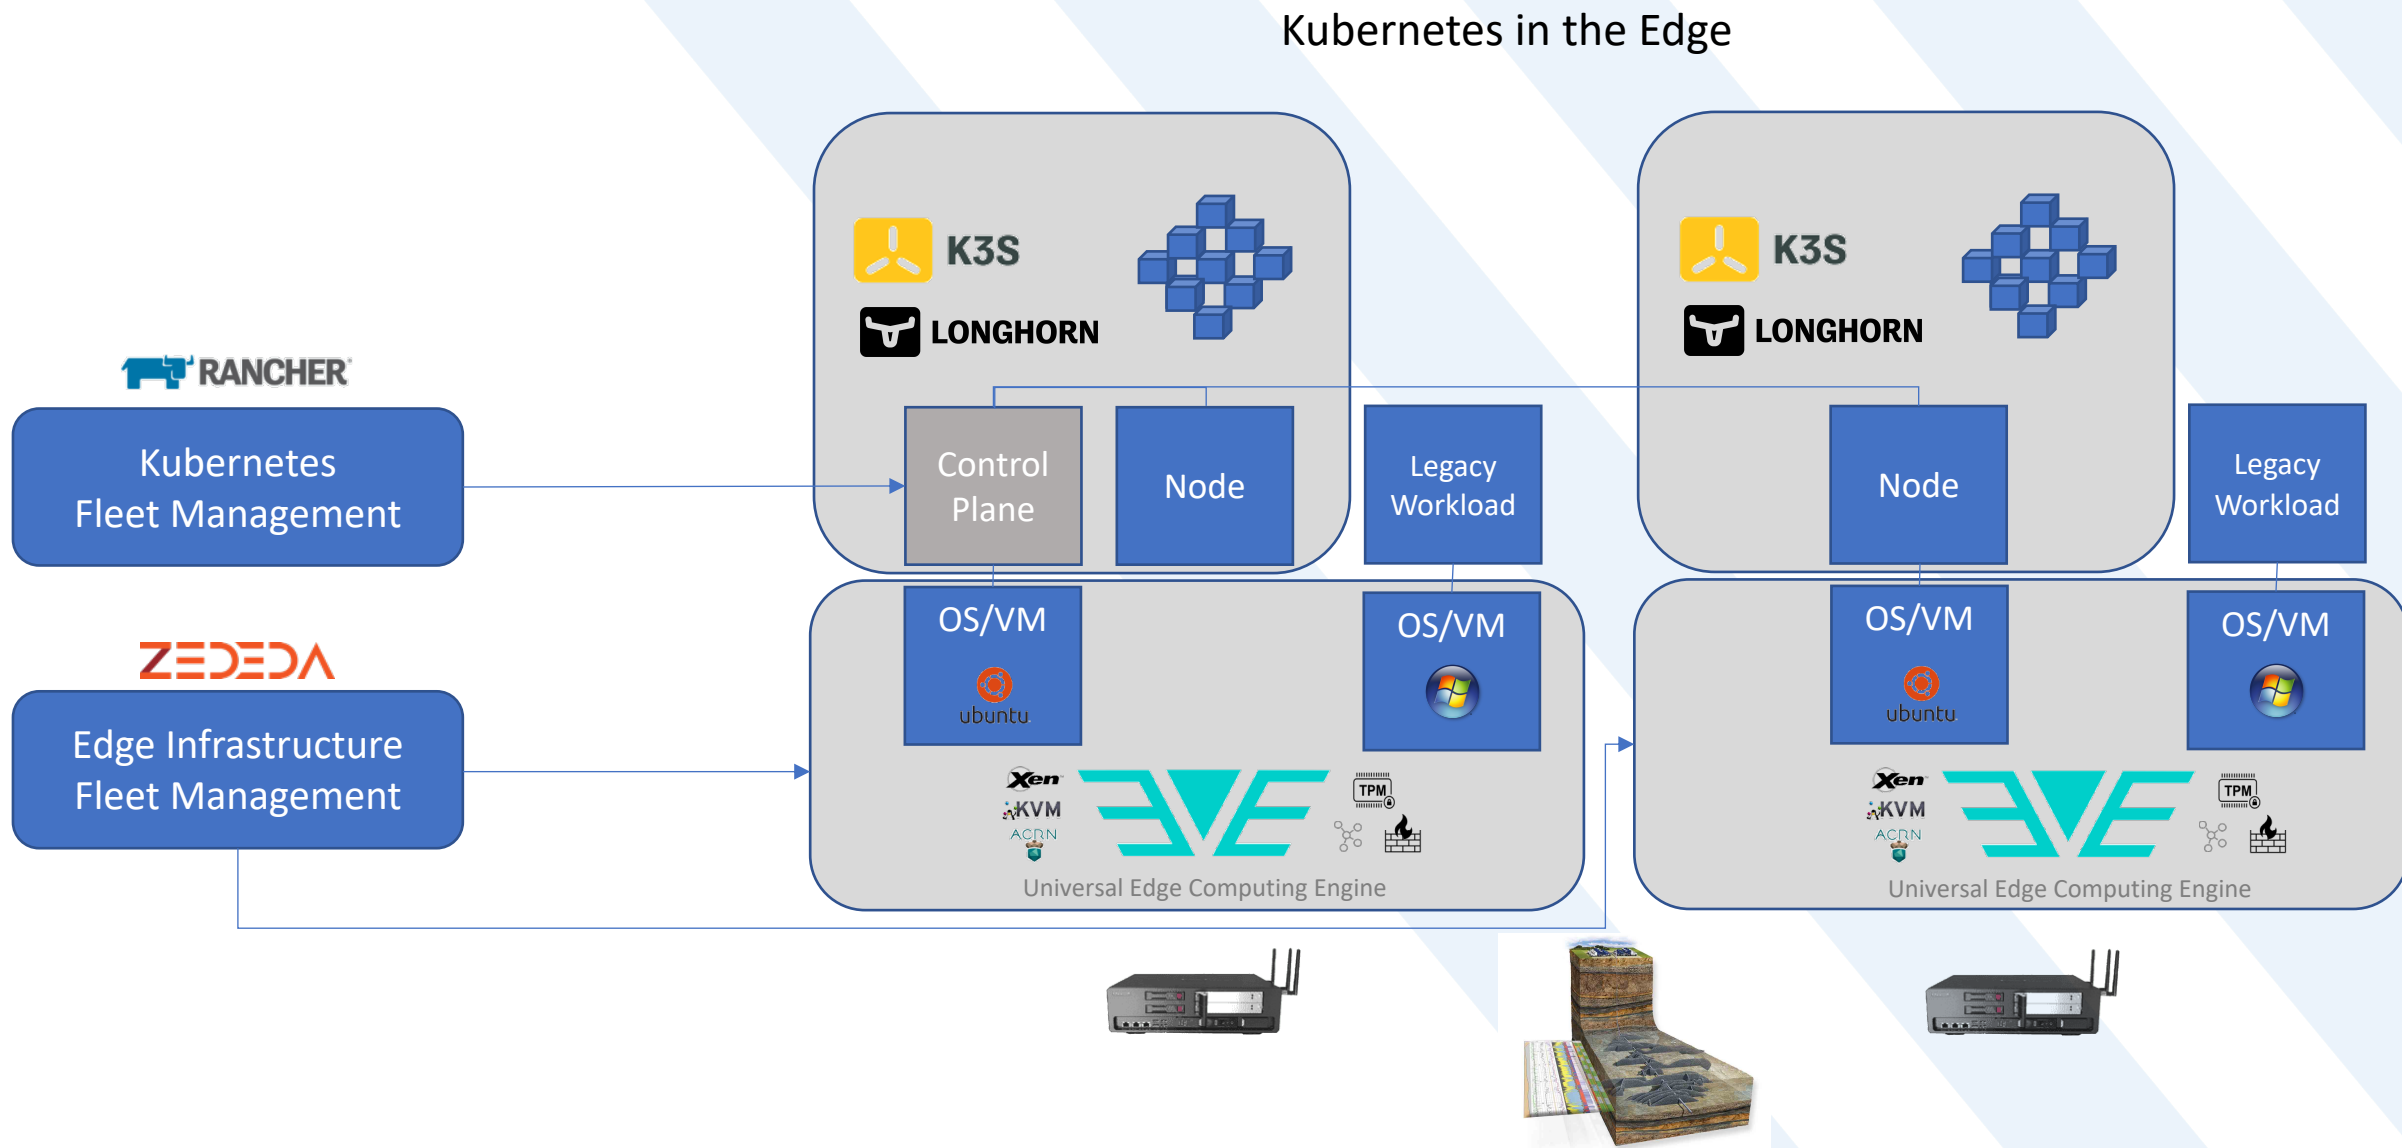 Kubernetes in the Edge
K3S
LONGHORN
K3S
LONGHORN
RANCHER
Kubernetes
Fleet Management
Control
Plane
Node
Legacy
Workload
Node
Legacy
Workload
ZEDEDA
Edge Infrastructure
Fleet Management
OS/VM
ubuntu
OS/VM
OS/VM
ubuntu
OS/VM
Xen
KVM
ACRN
EVE
TPM
Universal Edge Computing Engine
Xen
KVM
ACRN
EVE
TPM
Universal Edge Computing Engine